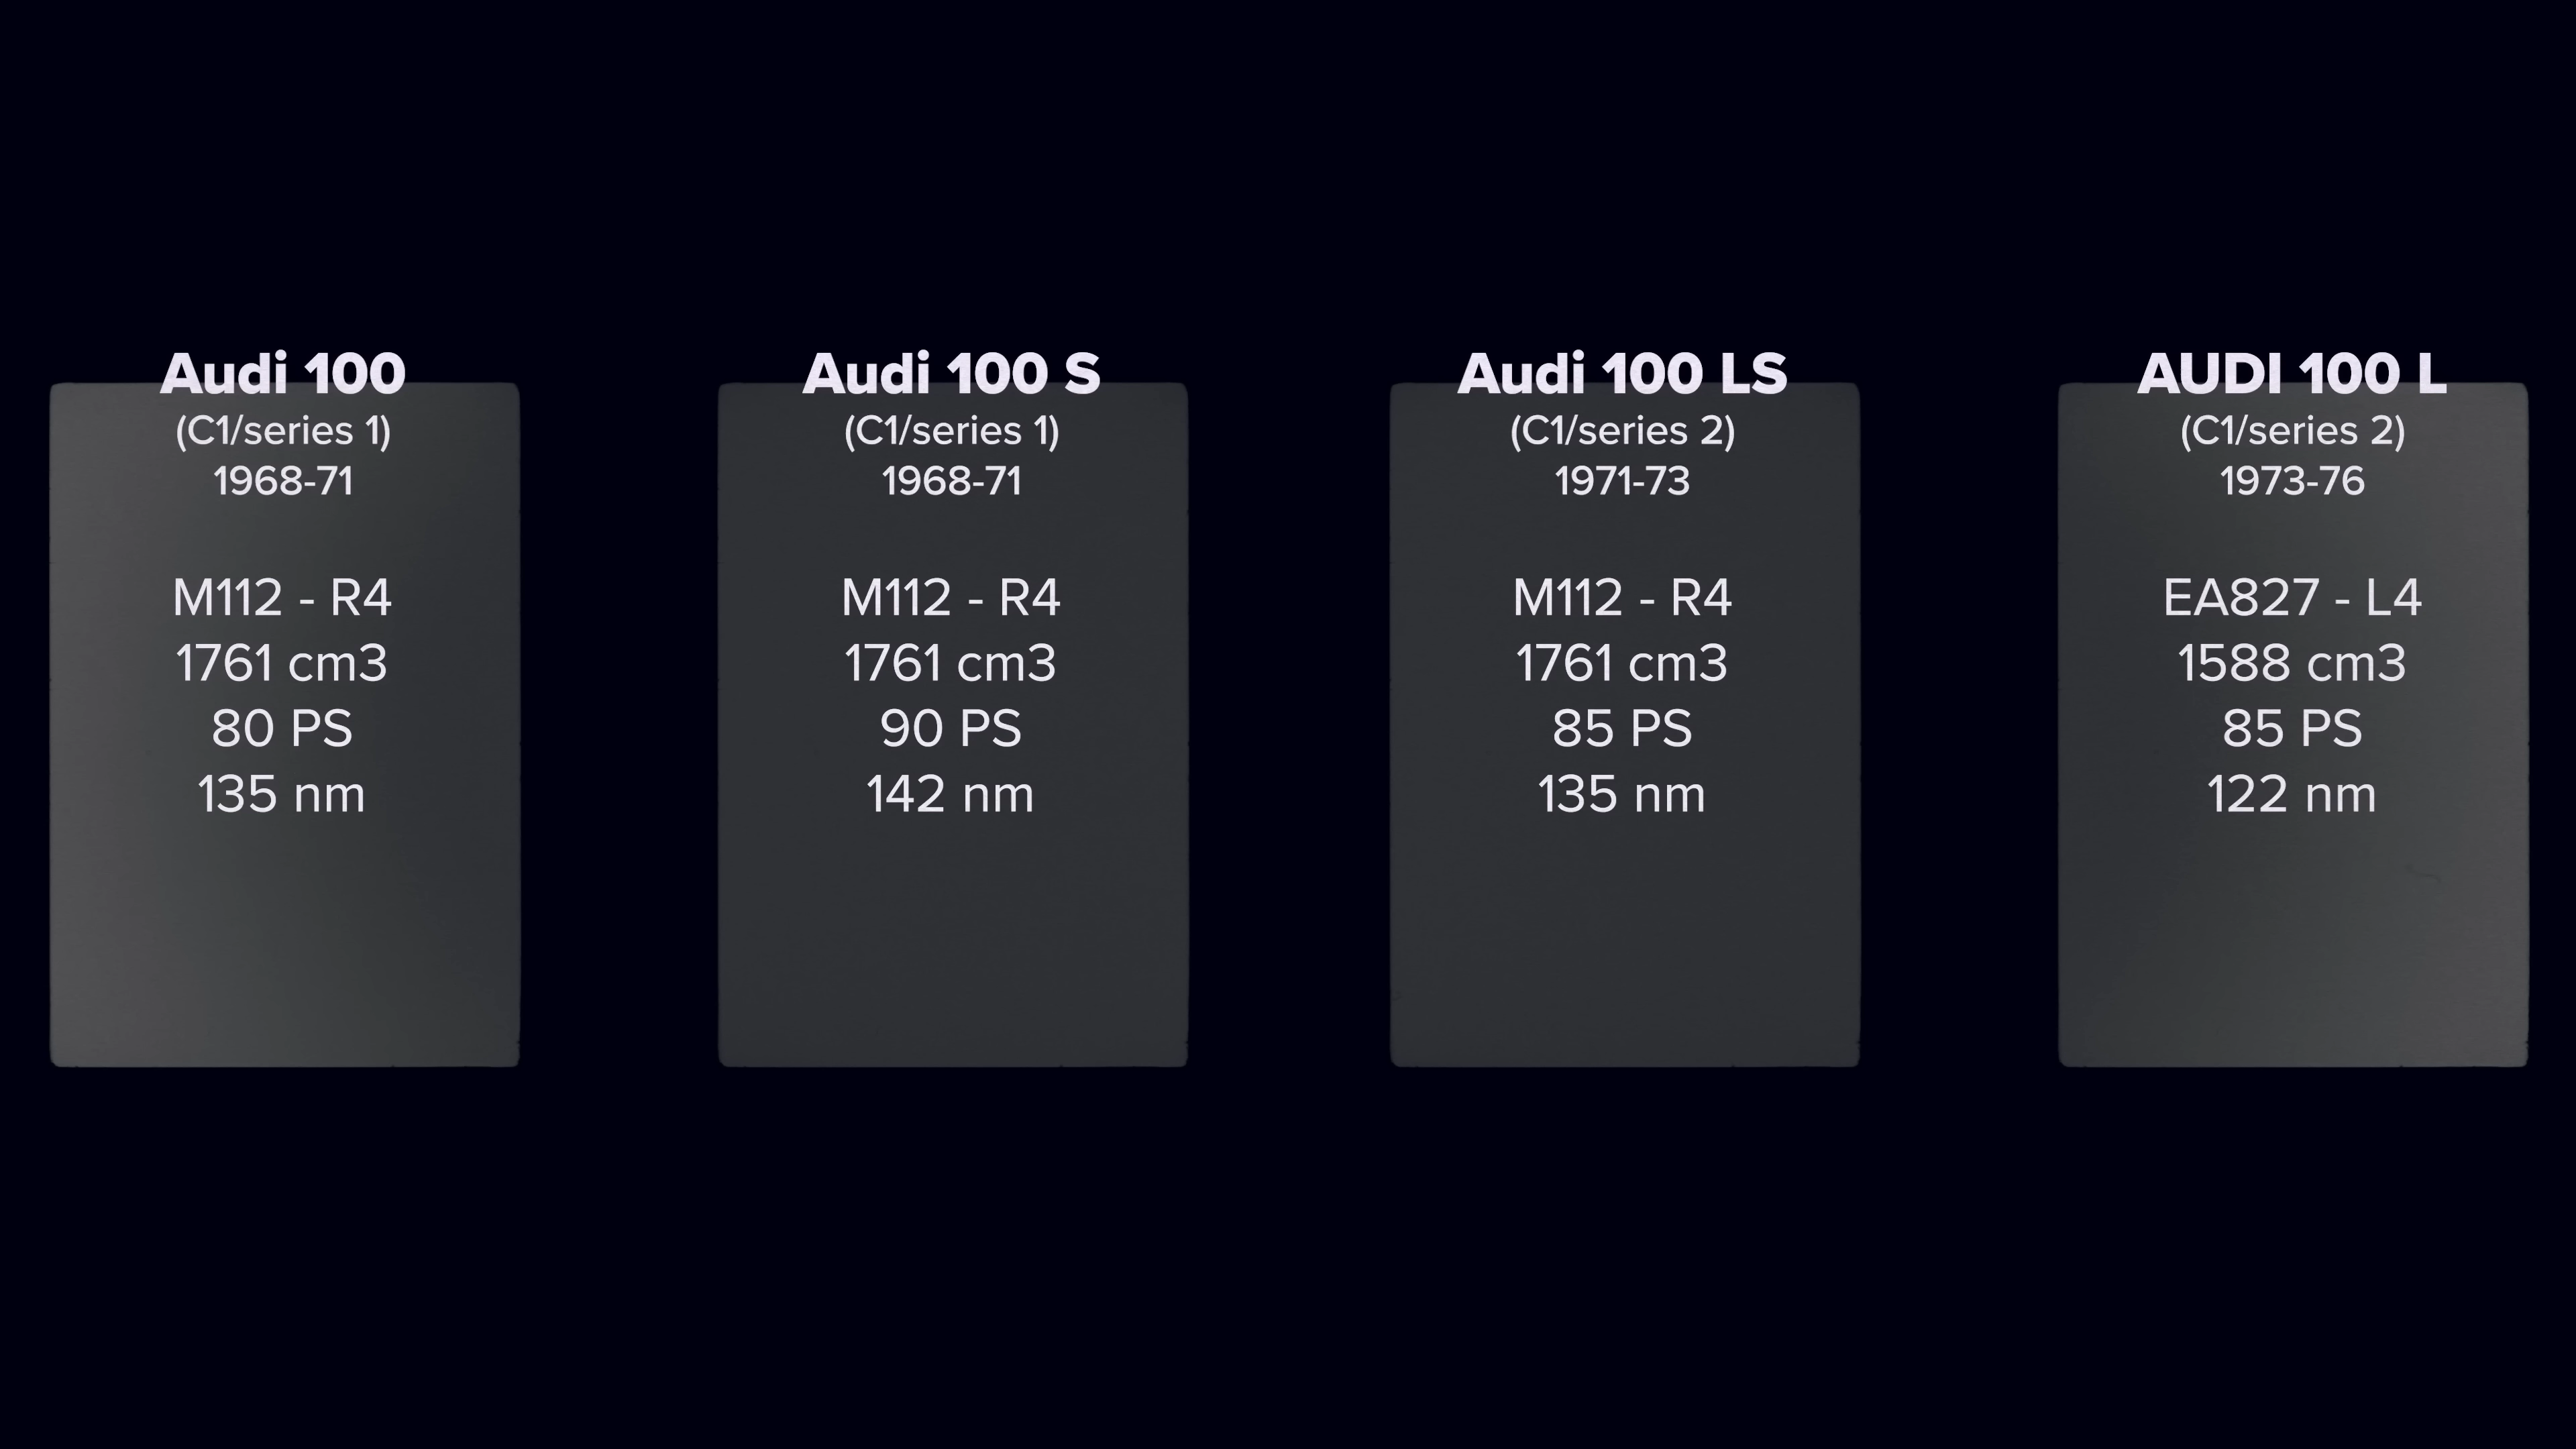 Audi 100
(C1/series 1)
1968-71
M112 - R4
1761 cm3
80 PS
135 nm
Audi 100 S
(C1/series 1)
1968-71
M112 - R4
1761 cm3
90 PS
142 nm
Audi 100 LS
(C1/series 2)
1971-73
M112 - R4
1761 cm3
85 PS
135 nm
AUDI 100 L
(C1/series 2)
1973-76
EA827 - L4
1588 cm3
85 PS
122 nm